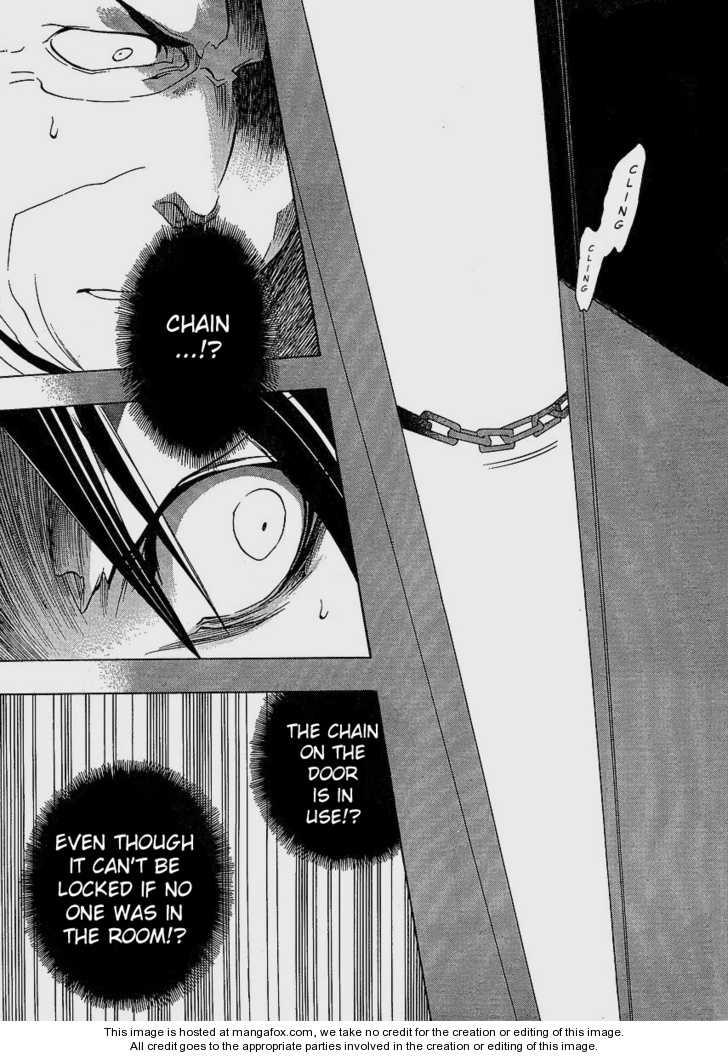 CLING
CLING
CHAIN
...!?
THE CHAIN
ON THE
DOOR
IS IN
USE!?
EVEN THOUGH
IT CAN'T BE
LOCKED IF NO
ONE WAS IN
THE ROOM!?
This image is hosted at mangafox.com, we take no credit for the creation or editing of this image.
All credit goes to the appropriate parties involved in the creation or editing of this image.